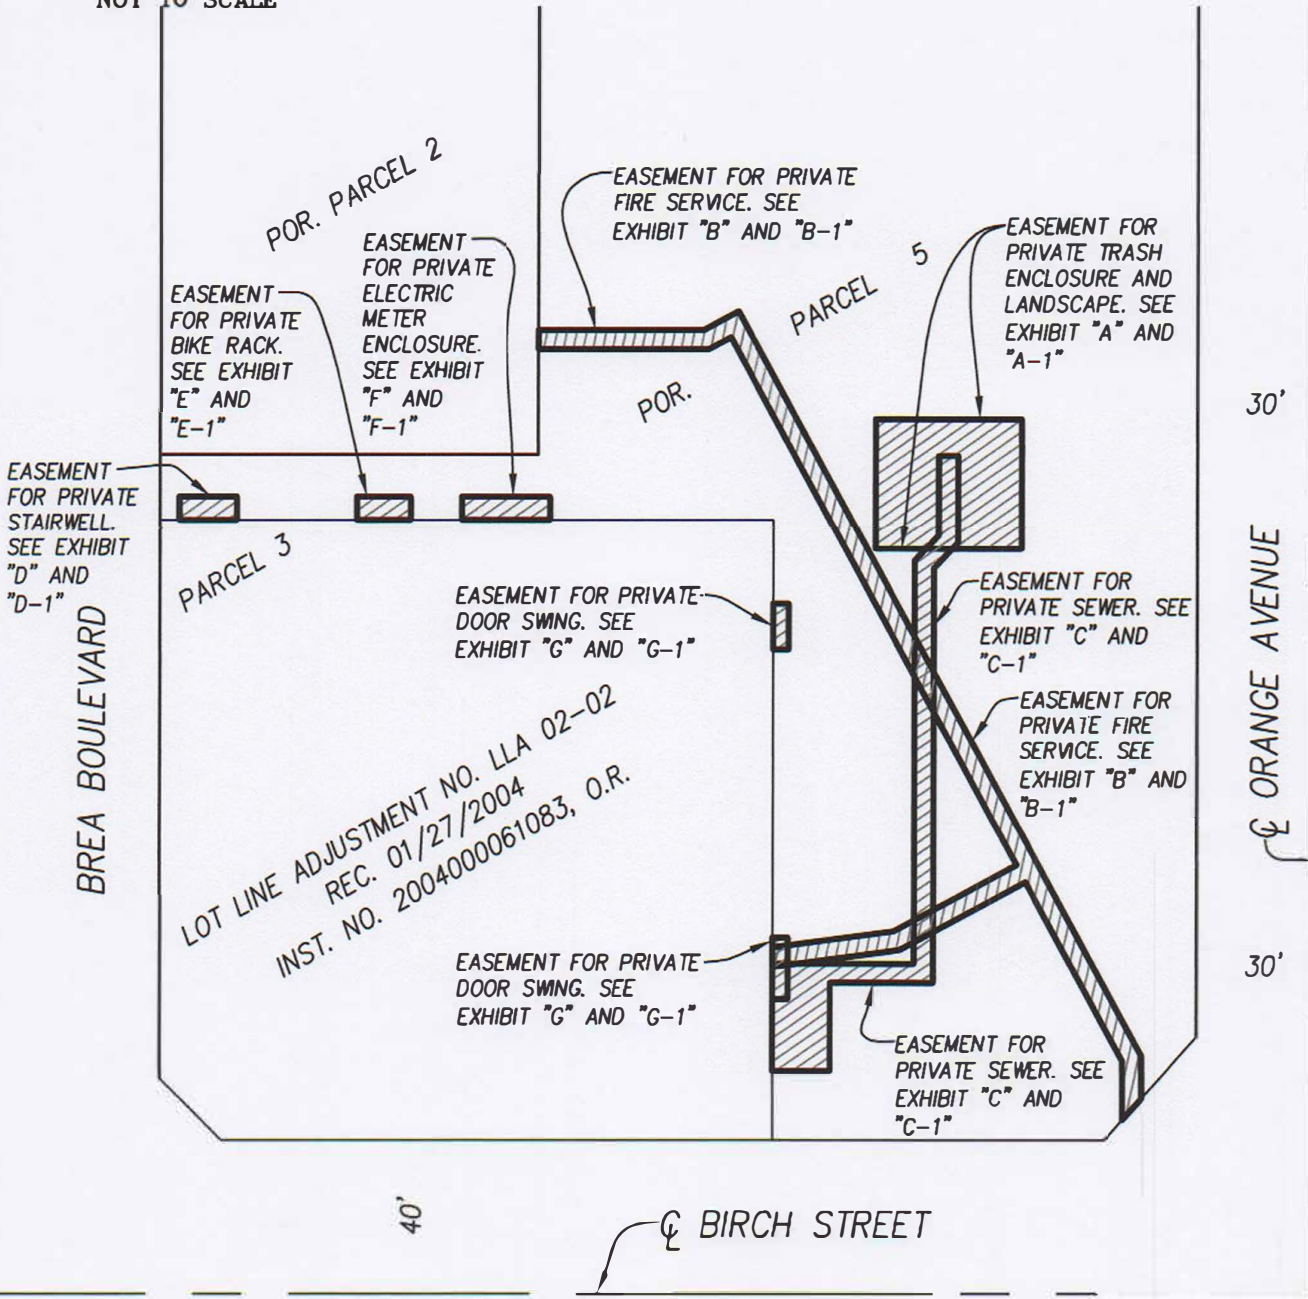 NOT TO SCALE
POR. PARCEL 2
EASEMENT FOR PRIVATE
FIRE SERVICE. SEE
EXHIBIT "B" AND "B-1"
EASEMENT
FOR PRIVATE
ELECTRIC
METER
ENCLOSURE.
SEE EXHIBIT
"F" AND
"F-1"
EASEMENT
FOR PRIVATE
BIKE RACK.
SEE EXHIBIT
"E" AND
"E-1"
POR. PARCEL 5
EASEMENT FOR
PRIVATE TRASH
ENCLOSURE AND
LANDSCAPE. SEE
EXHIBIT "A" AND
"A-1"
30'
EASEMENT
FOR PRIVATE
STAIRWELL.
SEE EXHIBIT
"D" AND
"D-1"
PARCEL 3
EASEMENT FOR PRIVATE
DOOR SWING. SEE
EXHIBIT "G" AND "G-1"
EASEMENT FOR
PRIVATE SEWER. SEE
EXHIBIT "C" AND
"C-1"
EASEMENT FOR
PRIVATE FIRE
SERVICE. SEE
EXHIBIT "B" AND
"B-1"
BREA BOULEVARD
℄ ORANGE AVENUE
LOT LINE ADJUSTMENT NO. LLA 02-02
REC. 01/27/2004
INST. NO. 2004000061083, O.R.
EASEMENT FOR PRIVATE
DOOR SWING. SEE
EXHIBIT "G" AND "G-1"
30'
EASEMENT FOR
PRIVATE SEWER. SEE
EXHIBIT "C" AND
"C-1"
40'
℄ BIRCH STREET